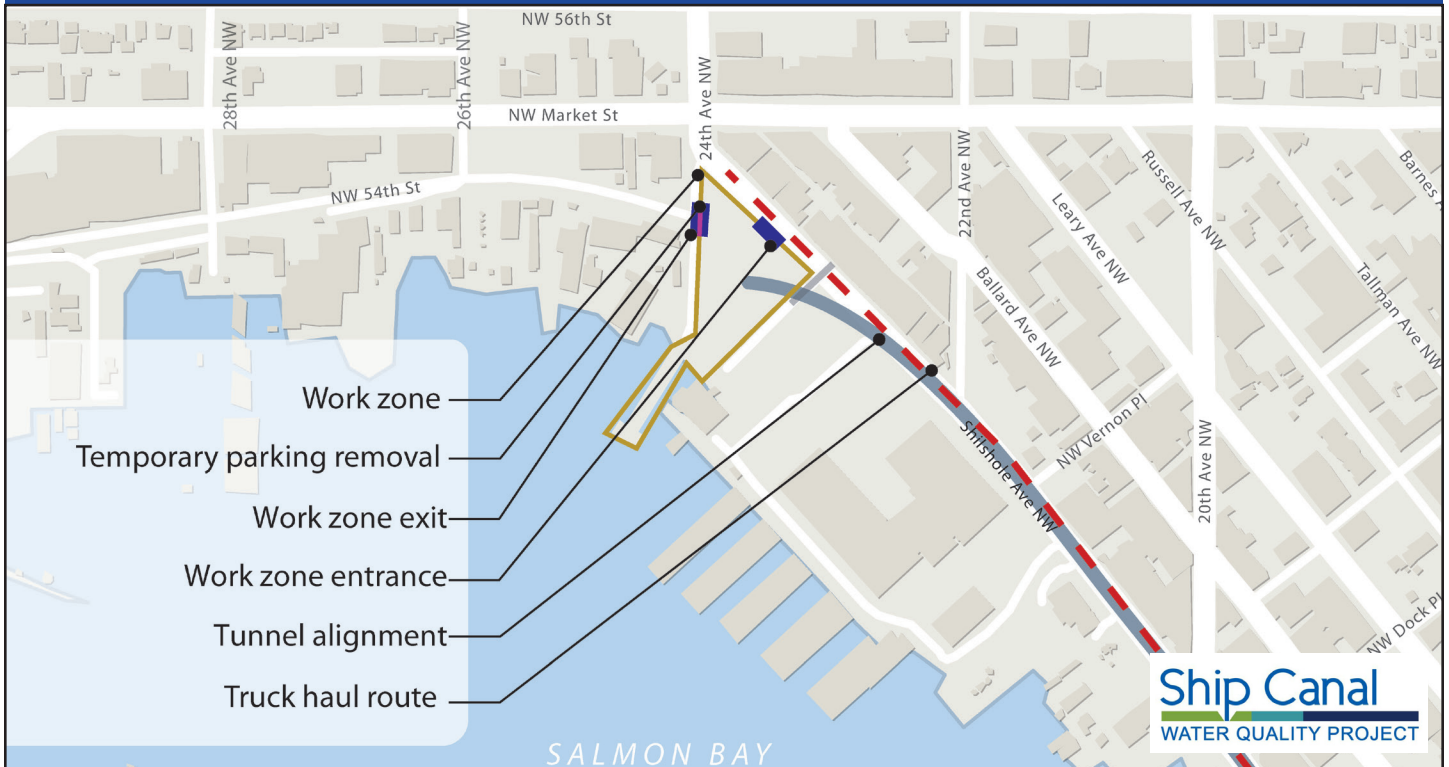 NW 56th St
28th Ave NW
26th Ave NW
24th Ave NW
NW Market St
22nd Ave NW
Russell Ave NW
Barnes A
Leary Ave NW
NW 54th St
Ballard Ave NW
Tallman Ave NW
Work zone
Temporary parking removal
Work zone exit
Work zone entrance
Tunnel alignment
Truck haul route
Shilshole Ave NW
NW Vernon Pl
20th Ave NW
NW Dock Pl
SALMON BAY
Ship Canal
WATER QUALITY PROJECT